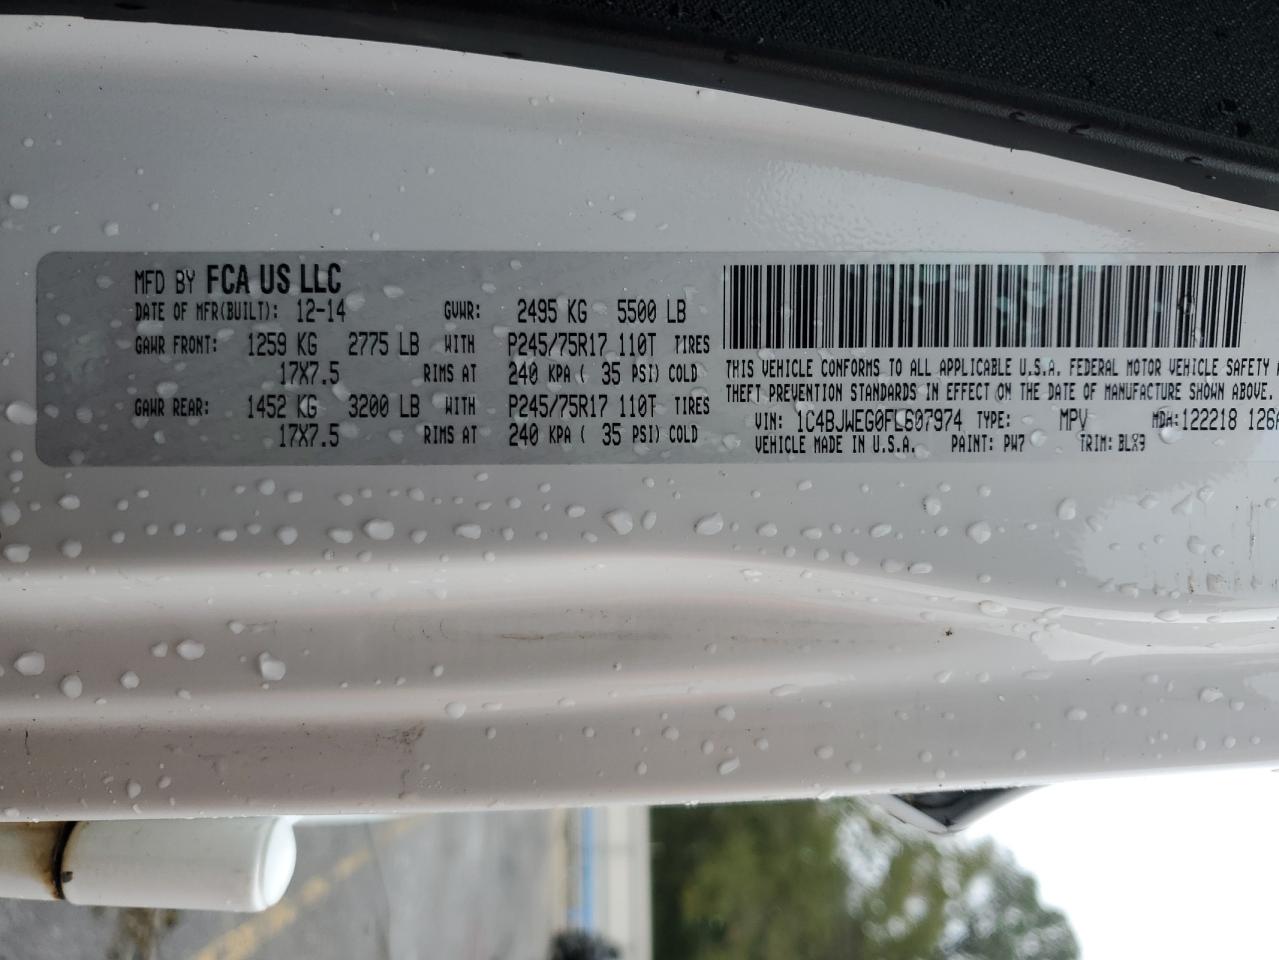 MFD BY FCA US LLC
DATE OF MFR(BUILT): 12-14 GVWR: 2495 KG 5500 LB
GAWR FRONT: 1259 KG 2775 LB WITH P245/75R17 110T TIRES
17X7.5 RIMS AT 240 KPA ( 35 PSI) COLD
GAWR REAR: 1452 KG 3200 LB WITH P245/75R17 110T TIRES
17X7.5 RIMS AT 240 KPA ( 35 PSI) COLD
THIS VEHICLE CONFORMS TO ALL APPLICABLE U.S.A. FEDERAL MOTOR VEHICLE SAFETY
THEFT PREVENTION STANDARDS IN EFFECT ON THE DATE OF MANUFACTURE SHOWN ABOVE.
VIN: 1C4BJWEG0FL607974 TYPE: MPV MDH: 122218 126
VEHICLE MADE IN U.S.A. PAINT: PW7 TRIM: BLX9